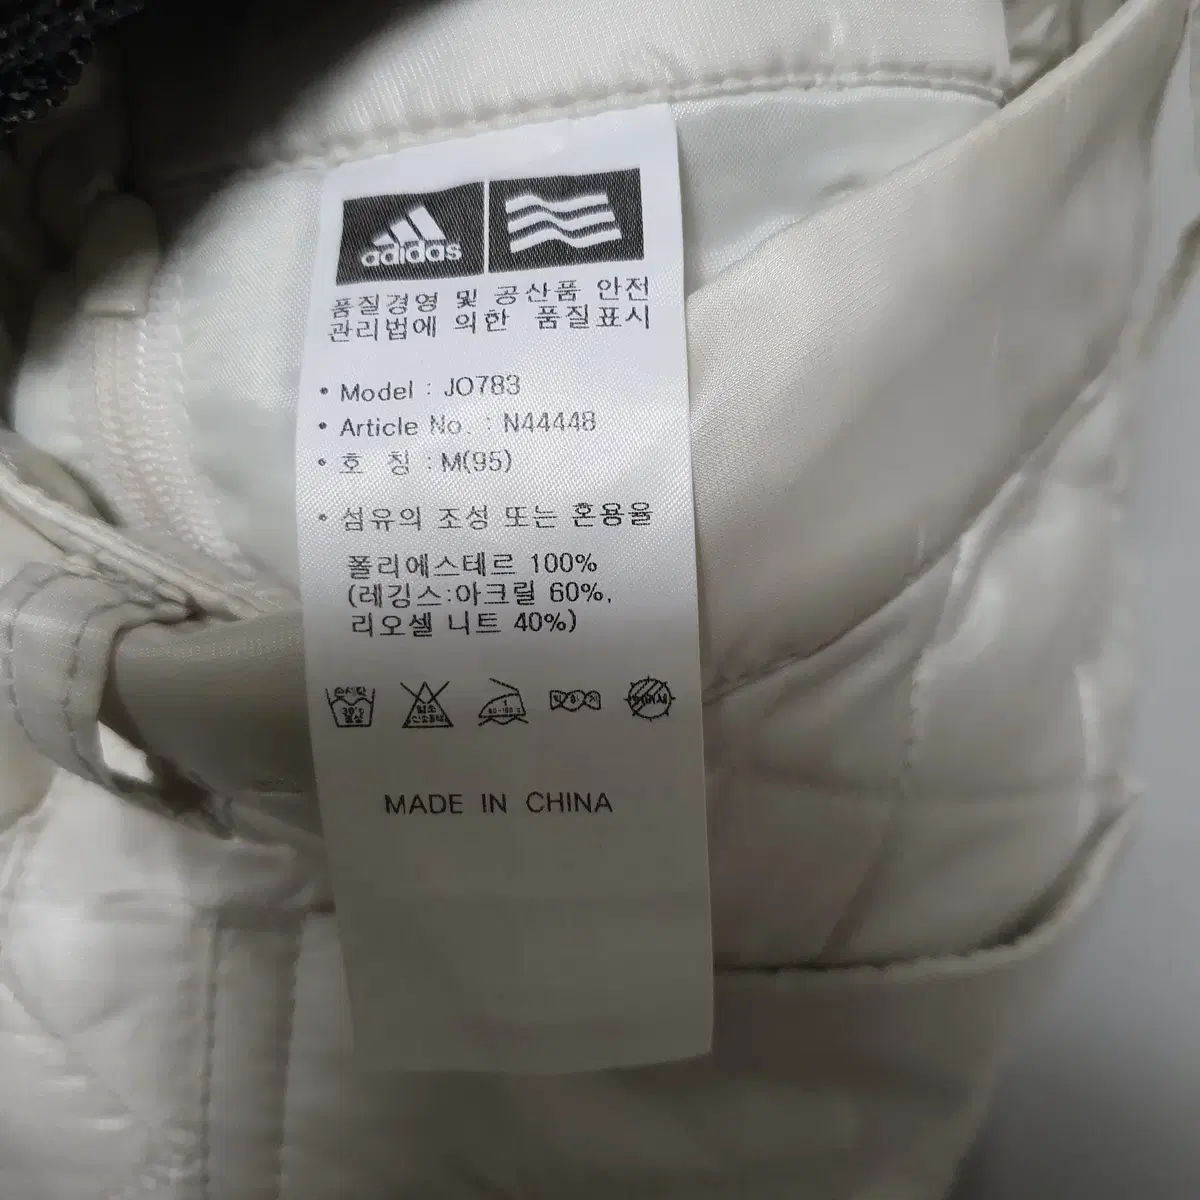 adidas
품질경영 및 공산품 안전
관리법에 의한 품질표시
• Model : JO783
• Article No. : N44448
• 호 칭 : M(95)
• 섬유의 조성 또는 혼용율
폴리에스테르 100%
(레깅스:아크릴 60%,
리오셀 니트 40%)
MADE IN CHINA